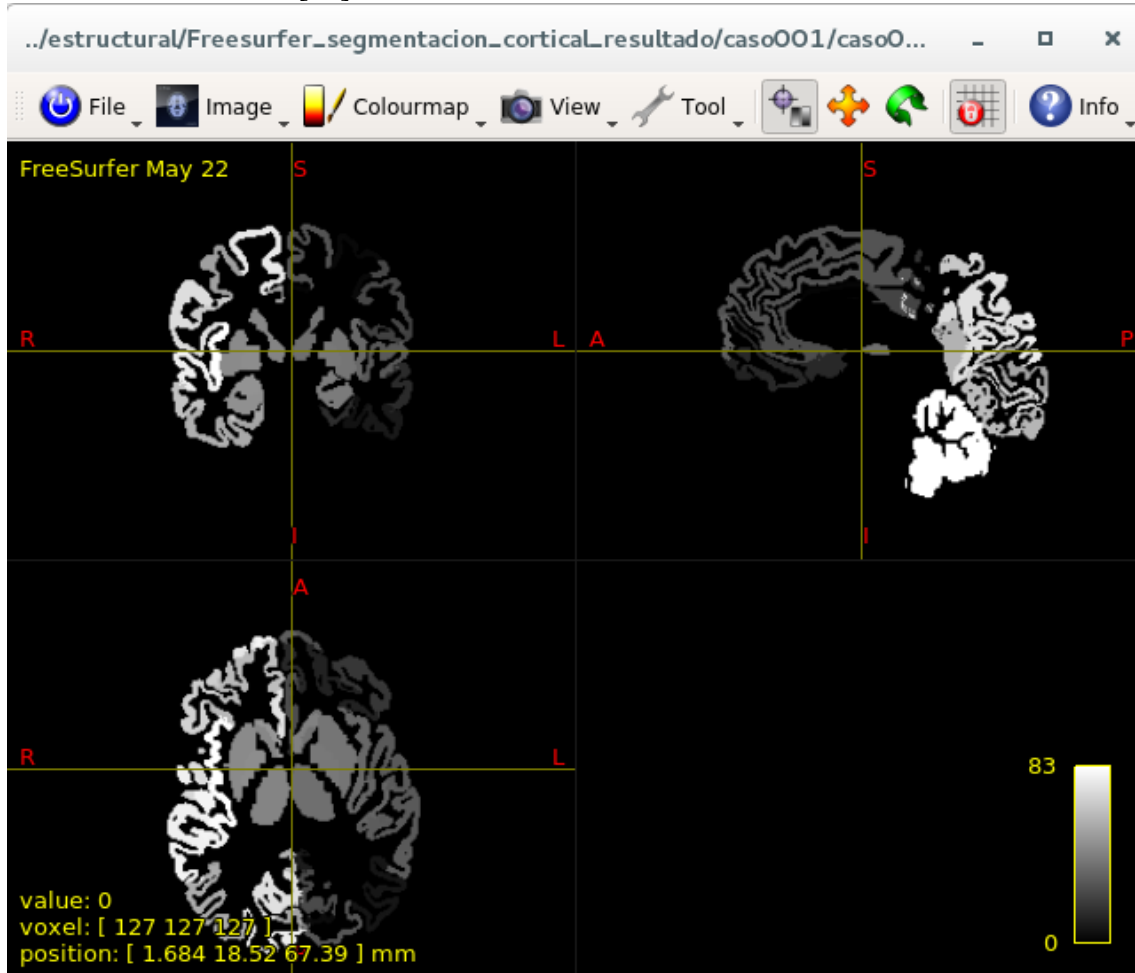 ../estructural/Freesurfer_segmentacion_cortical_resultado/caso001/caso0...
File Image Colourmap View Tool Info
FreeSurfer May 22
S
S
R
L
A
P
I
I
A
R
L
83
value: 0
voxel: [ 127 127 127 ]
position: [ 1.684 18.52 67.39 ] mm
0